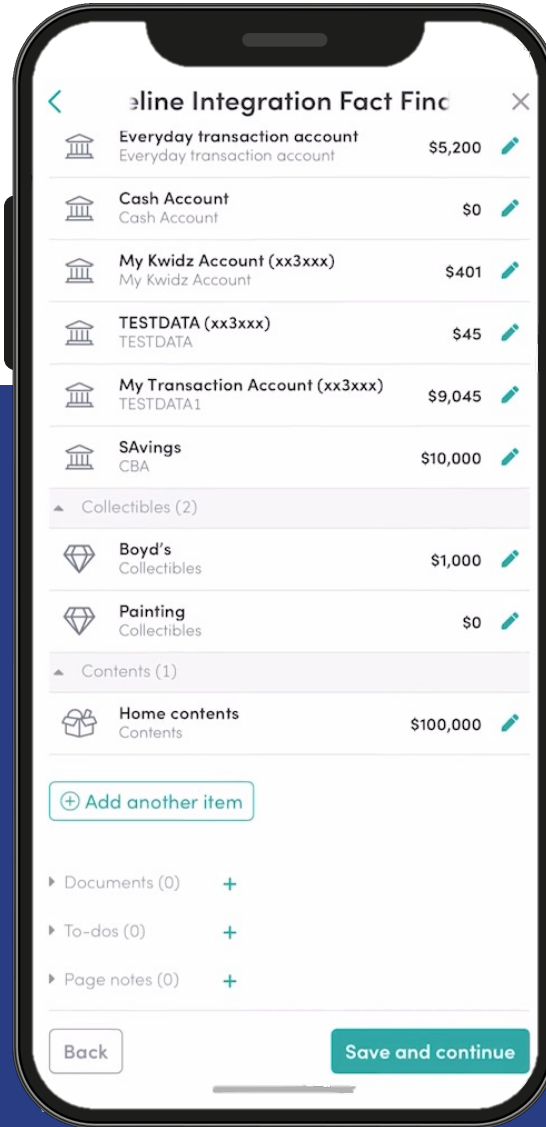 eline Integration Fact Find
Everyday transaction account
Everyday transaction account
$5,200
Cash Account
Cash Account
$0
My Kwidz Account (xx3xxx)
My Kwidz Account
$401
TESTDATA (xx3xxx)
TESTDATA
$45
My Transaction Account (xx3xxx)
TESTDATA1
$9,045
SAvings
CBA
$10,000
Collectibles (2)
Boyd's
Collectibles
$1,000
Painting
Collectibles
$0
Contents (1)
Home contents
Contents
$100,000
Add another item
Documents (0) +
To-dos (0) +
Page notes (0) +
Back
Save and continue